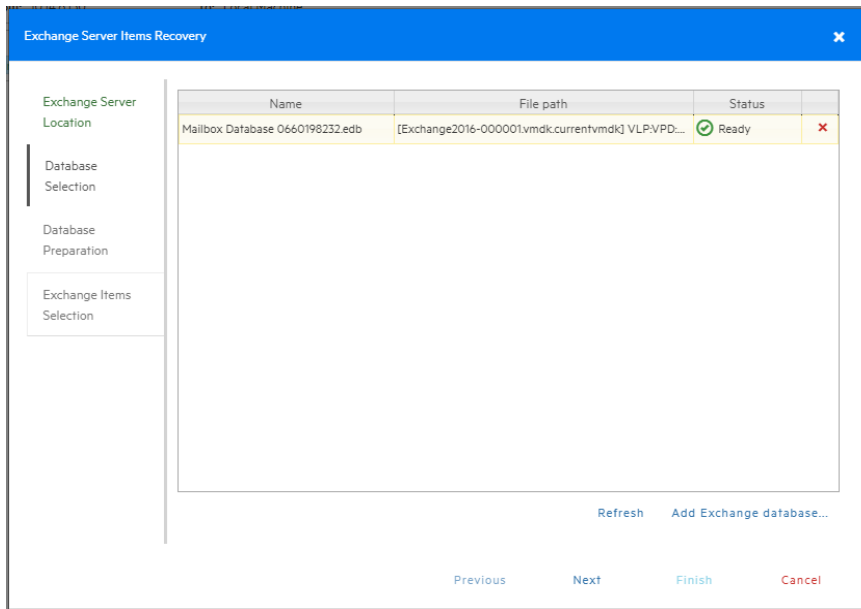 Exchange Server Items Recovery
Exchange Server
Location
Database
Selection
Database
Preparation
Exchange Items
Selection
Name File path Status
Mailbox Database 0660198232.edb [Exchange2016-000001.vmdk.currentvmdk] VLP:VPD:... Ready
Refresh Add Exchange database...
Previous Next Finish Cancel